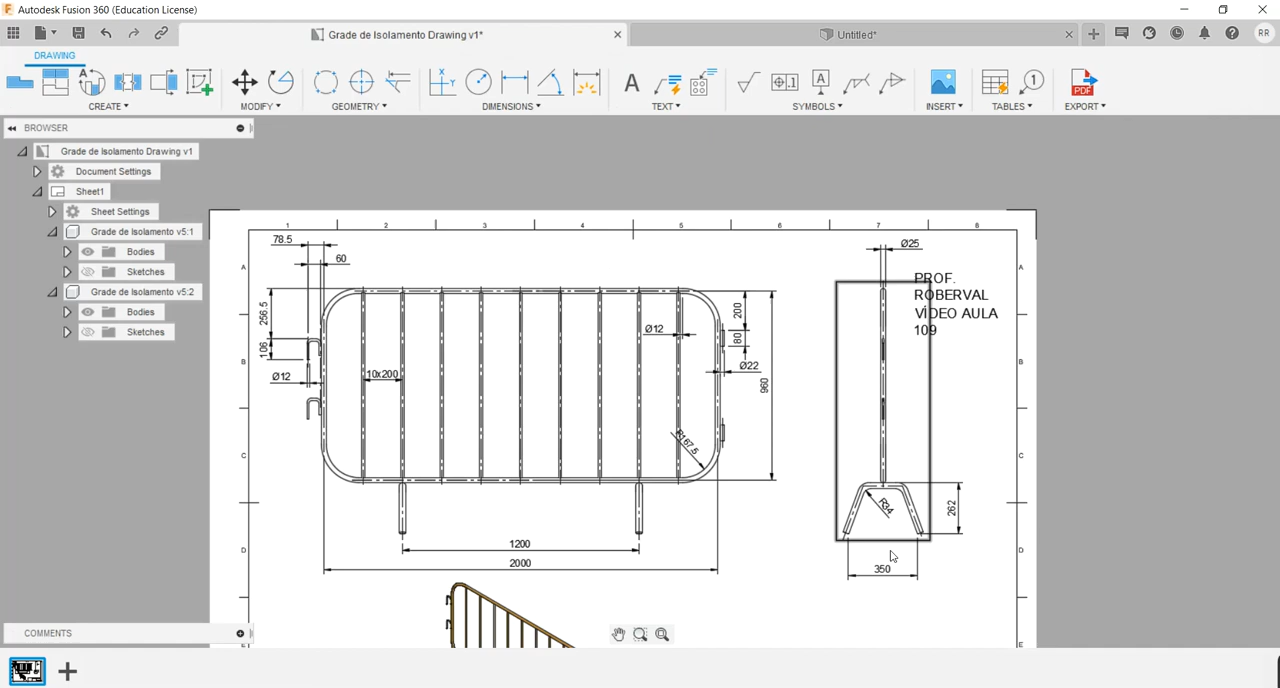 Autodesk Fusion 360 (Education License)
Grade de Isolamento Drawing v1*
Untitled*
RR
DRAWING
CREATE
MODIFY
GEOMETRY
DIMENSIONS
TEXT
SYMBOLS
INSERT
TABLES
EXPORT
BROWSER
Grade de Isolamento Drawing v1
Document Settings
Sheet1
Sheet Settings
Grade de Isolamento v5:1
Bodies
Sketches
Grade de Isolamento v5:2
Bodies
Sketches
1 2 3 4 5 6 7 8
78.5
60
Ø25
A
A
PROF.
ROBERVAL
VÍDEO AULA
109
256.5
200
Ø12
80
106
B
B
Ø22
Ø12
10x200
960
R167.5
C
C
R34
262
1200
D
D
2000
350
E
E
COMMENTS